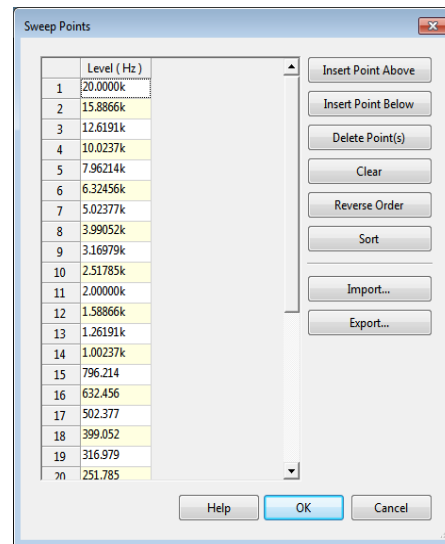 Sweep Points
Level ( Hz )
1 20.0000k
2 15.8866k
3 12.6191k
4 10.0237k
5 7.96214k
6 6.32456k
7 5.02377k
8 3.99052k
9 3.16979k
10 2.51785k
11 2.00000k
12 1.58866k
13 1.26191k
14 1.00237k
15 796.214
16 632.456
17 502.377
18 399.052
19 316.979
20 251.785
Insert Point Above
Insert Point Below
Delete Point(s)
Clear
Reverse Order
Sort
Import...
Export...
Help OK Cancel